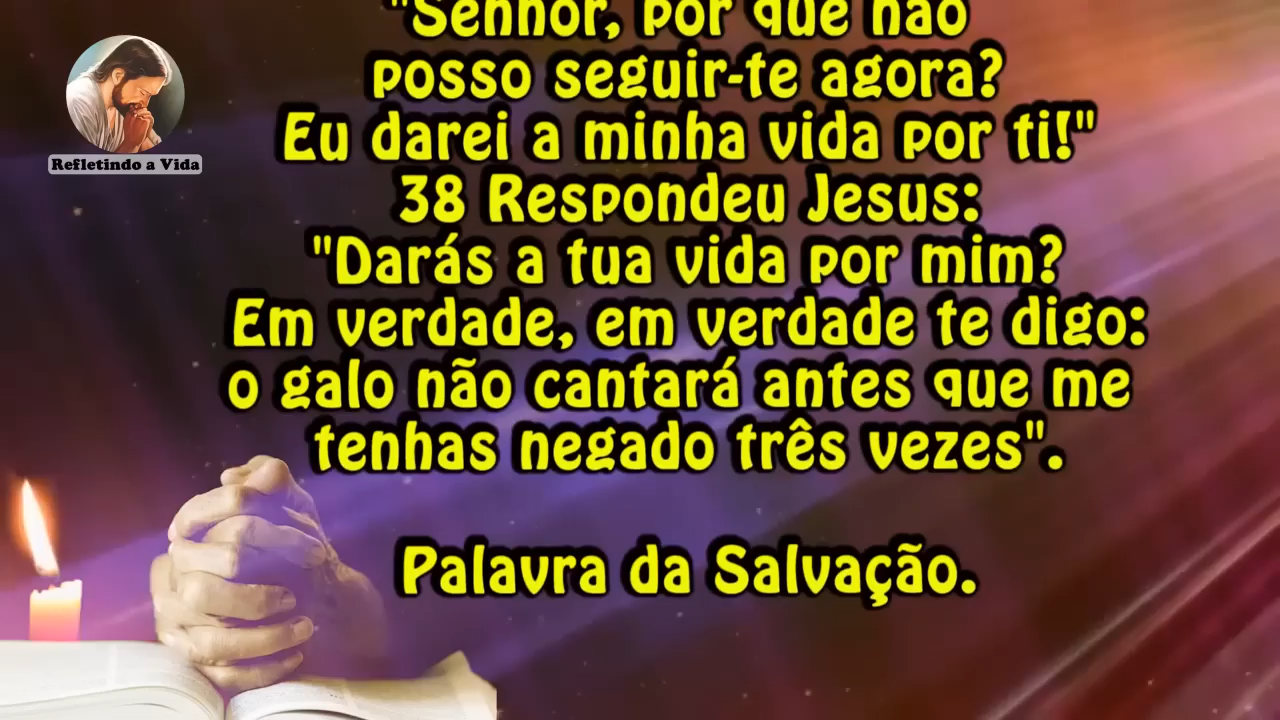 "Senhor, por que não
posso seguir-te agora?
Eu darei a minha vida por ti!"
38 Respondeu Jesus:
"Darás a tua vida por mim?
Em verdade, em verdade te digo:
o galo não cantará antes que me
tenhas negado três vezes".
Palavra da Salvação.
Refletindo a Vida